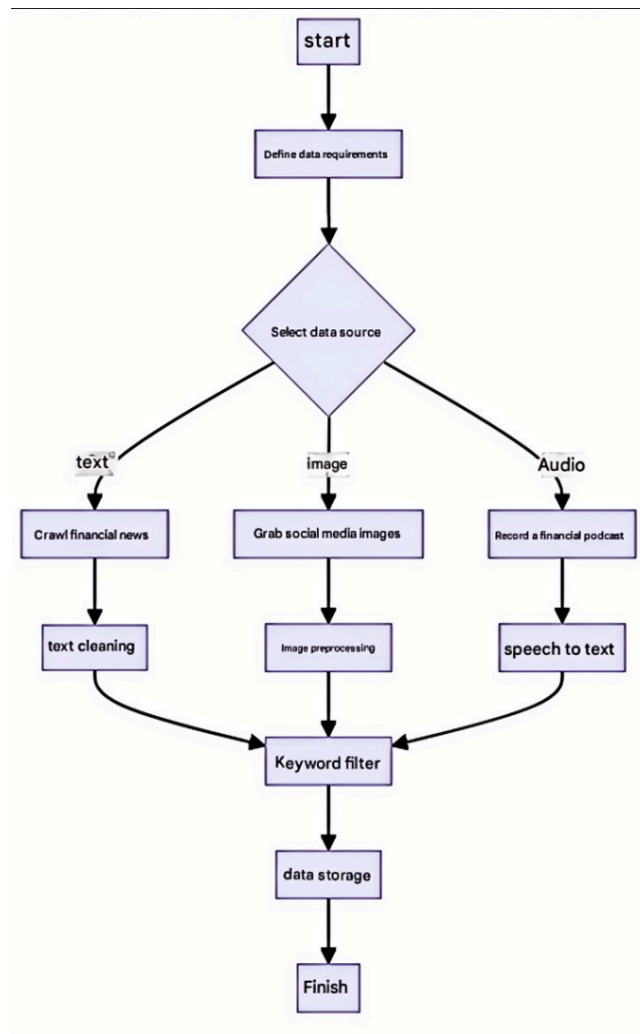 start
Define data requirements
Select data source
text
image
Audio
Crawl financial news
Grab social media images
Record a financial podcast
text cleaning
Image preprocessing
speech to text
Keyword filter
data storage
Finish